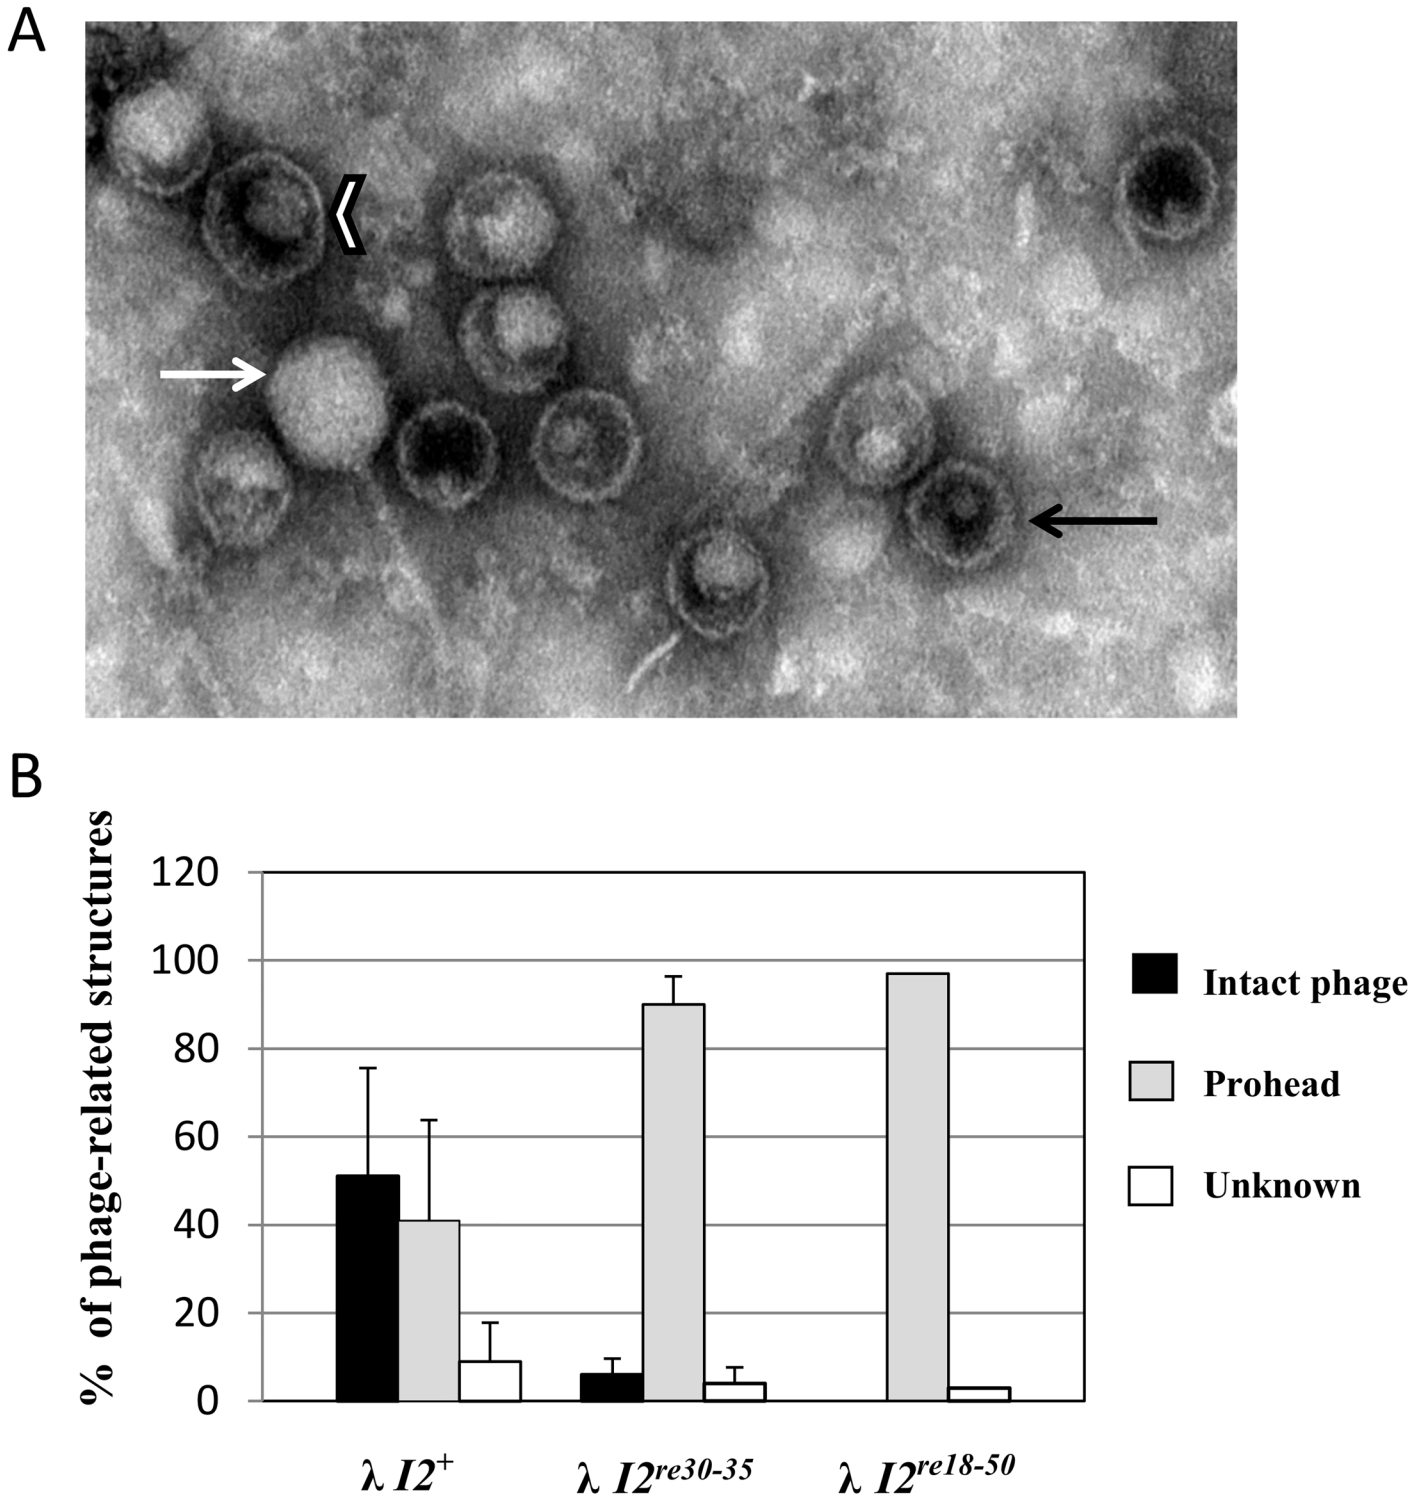 A
B
% of phage-related structures
120
100
80
60
40
20
0
λ I2+
λ I2re30-35
λ I2re18-50
Intact phage
Prohead
Unknown